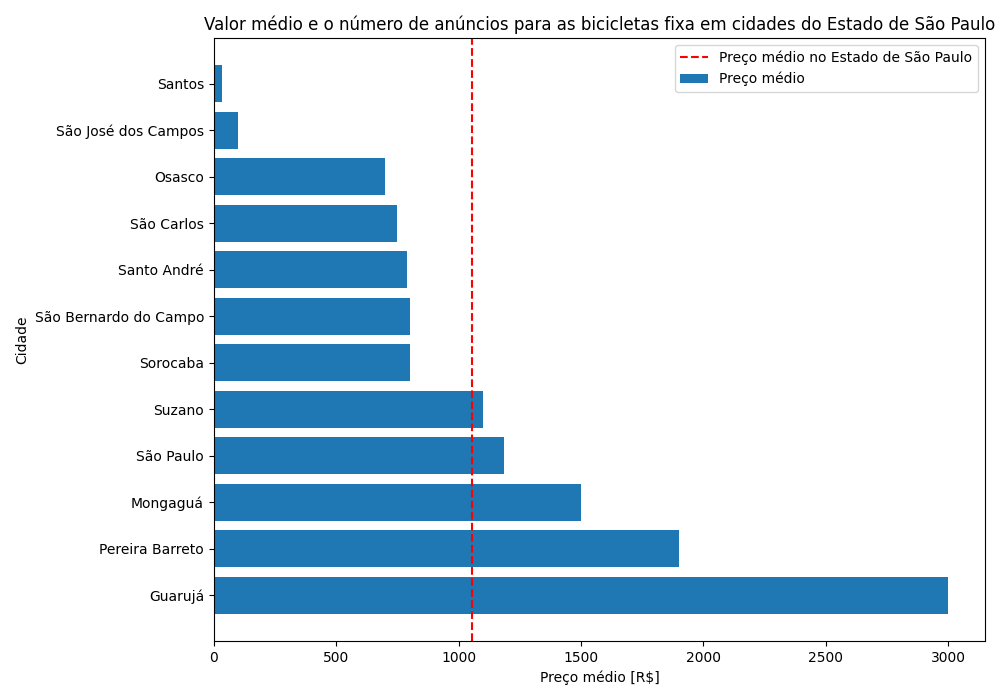 Valor médio e o número de anúncios para as bicicletas fixa em cidades do Estado de São Paulo
Preço médio no Estado de São Paulo
Preço médio
Cidade
Santos
São José dos Campos
Osasco
São Carlos
Santo André
São Bernardo do Campo
Sorocaba
Suzano
São Paulo
Mongaguá
Pereira Barreto
Guarujá
0 500 1000 1500 2000 2500 3000
Preço médio [R$]